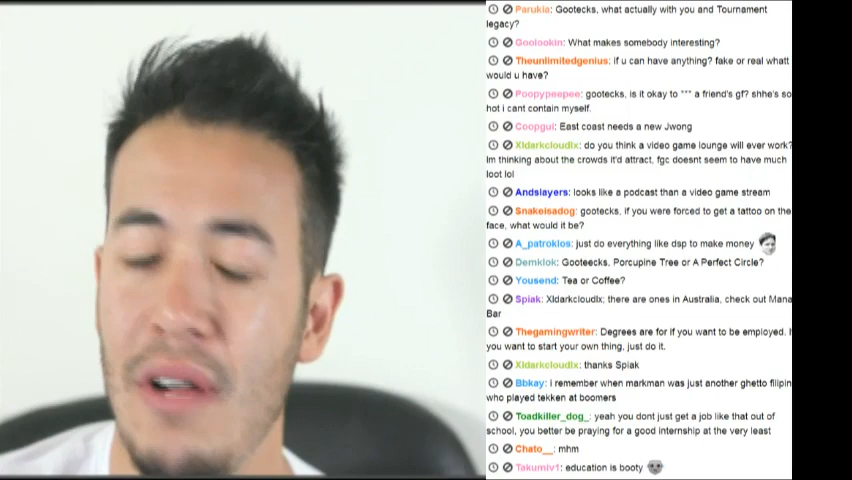 Parukia: Gootecks, what actually with you and Tournament
legacy?
Goolookin: What makes somebody interesting?
Theunlimitedgenius: if u can have anything? fake or real whatt
would u have?
Poopypeepee: gootecks, is it okay to *** a friend's gf? shhe's so
hot i cant contain myself.
Coopgui: East coast needs a new Jwong
Xldarkcloudlx: do you think a video game lounge will ever work?
Im thinking about the crowds it'd attract, fgc doesnt seem to have much
loot lol
Andslayers: looks like a podcast than a video game stream
Snakeisadog: gootecks, if you were forced to get a tattoo on the
face, what would it be?
A_patroklos: just do everything like dsp to make money
Demklok: Gooteecks, Porcupine Tree or A Perfect Circle?
Yousend: Tea or Coffee?
Spiak: Xldarkcloudlx; there are ones in Australia, check out Mana
Bar
Thegamingwriter: Degrees are for if you want to be employed.
you want to start your own thing, just do it.
Xldarkcloudlx: thanks Spiak
Bbkay: i remember when markman was just another ghetto filipin
who played tekken at boomers
Toadkiller_dog_: yeah you dont just get a job like that out of
school, you better be praying for a good internship at the very least
Chato__: mhm
Takumiv1: education is booty